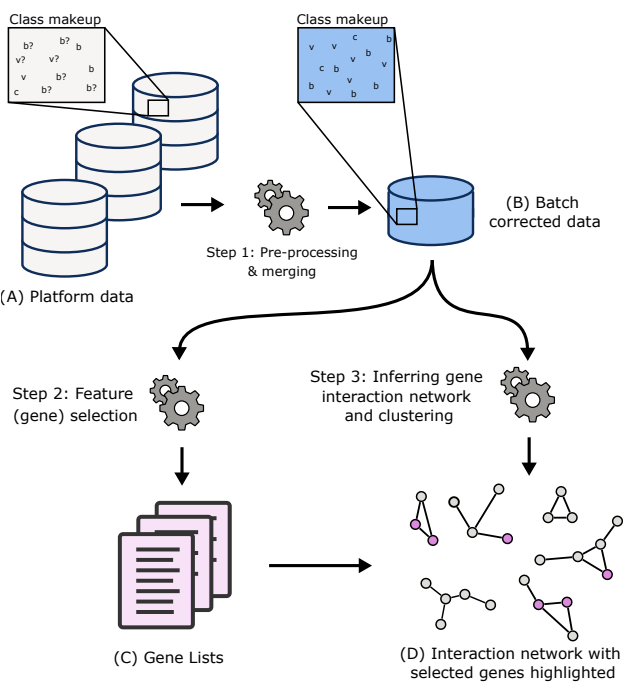 Class makeup
b?
b?
b
v?
v?
b
v
b?
c
b?
b?
(A) Platform data
Step 1: Pre-processing
& merging
Class makeup
c
b
v
v
b
v
c
b
v
b
v
b
v
b
(B) Batch
corrected data
Step 2: Feature
(gene) selection
Step 3: Inferring gene
interaction network
and clustering
(C) Gene Lists
(D) Interaction network with
selected genes highlighted